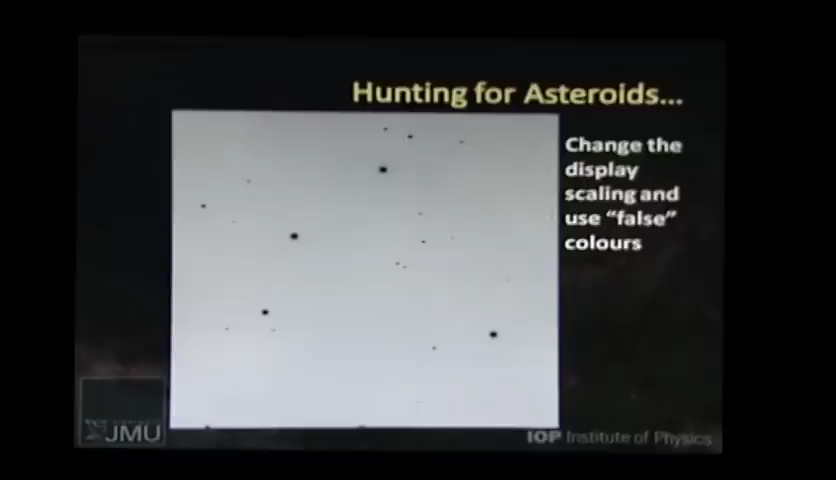 Hunting for Asteroids...
Change the
display
scaling and
use “false”
colours
JMU
IOP Institute of Physics